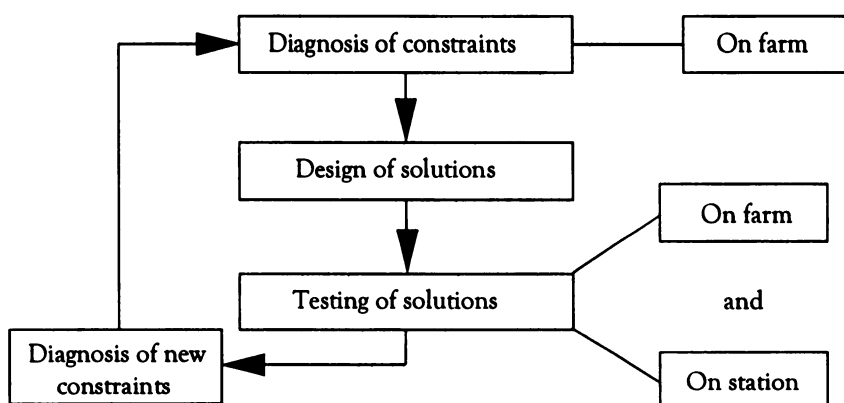 Diagnosis of constraints
On farm
Design of solutions
On farm
Testing of solutions
and
Diagnosis of new
constraints
On station